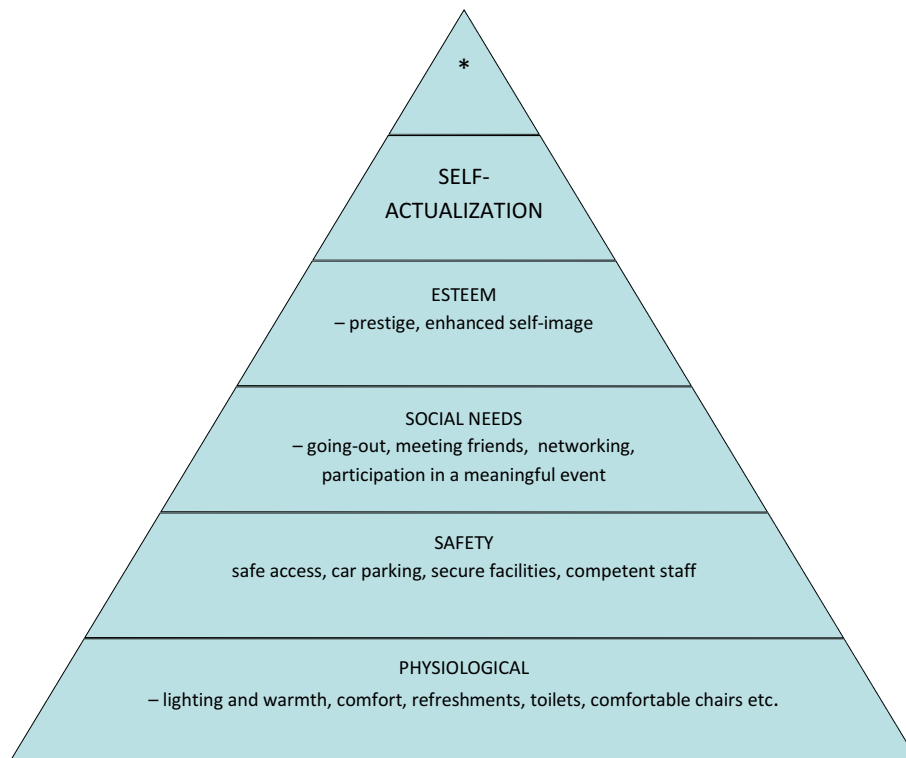 *
SELF-
ACTUALIZATION
ESTEEM
– prestige, enhanced self-image
SOCIAL NEEDS
– going-out, meeting friends,  networking,
participation in a meaningful event
SAFETY
safe access, car parking, secure facilities, competent staff
PHYSIOLOGICAL
– lighting and warmth, comfort, refreshments, toilets, comfortable chairs etc.